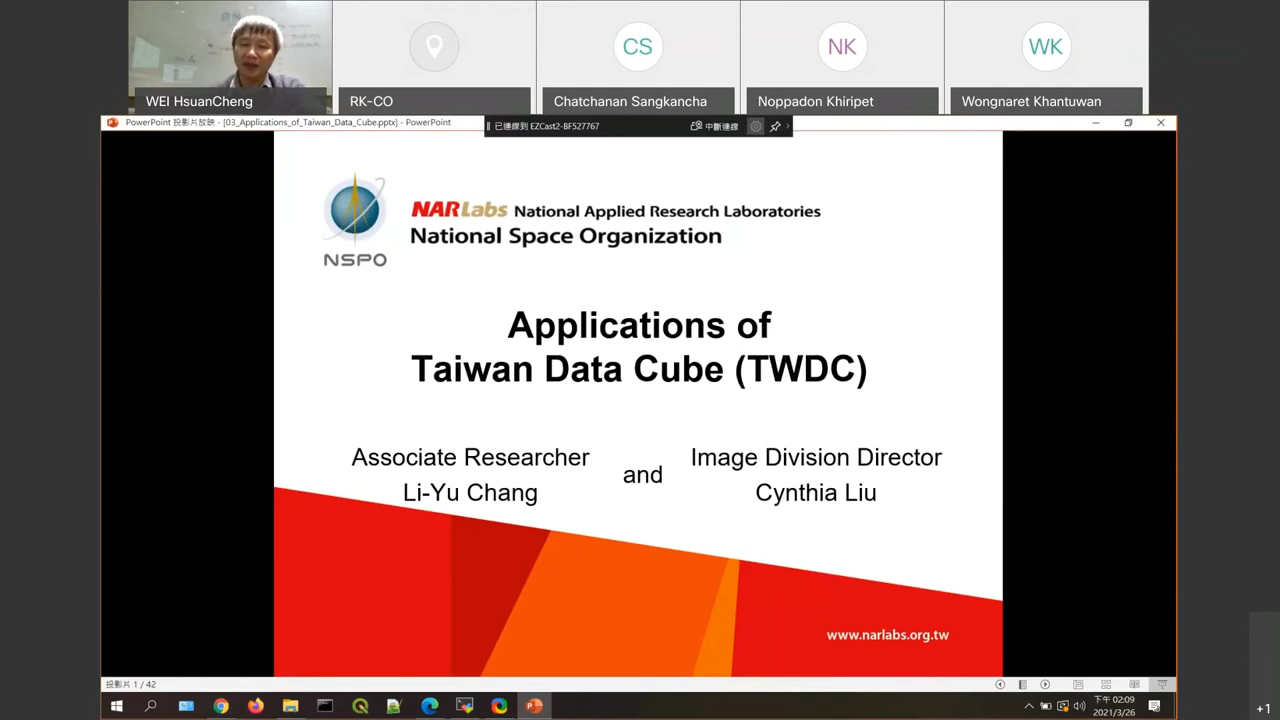 CS
NK
WK
WEI HsuanCheng
RK-CO
Chatchanan Sangkancha
Noppadon Khiripet
Wongnaret Khantuwan
PowerPoint 投影片放映 - [03_Applications_of_Taiwan_Data_Cube.pptx] - PowerPoint
已連線到 EZCast2-BF527767
中斷連線
NARLabs National Applied Research Laboratories
National Space Organization
NSPO
Applications of
Taiwan Data Cube (TWDC)
Associate Researcher
Li-Yu Chang
and
Image Division Director
Cynthia Liu
www.narlabs.org.tw
投影片 1 / 42
下午 02:09
2021/3/26
+1